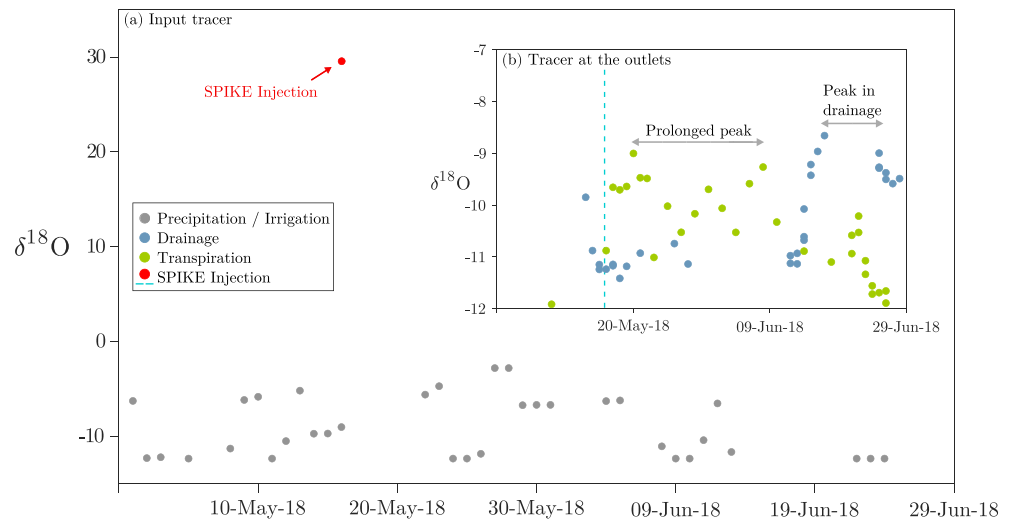 (a) Input tracer
30
SPIKE Injection
20
10
0
-10
δ18O
Precipitation / Irrigation
Drainage
Transpiration
SPIKE Injection
10-May-18
20-May-18
30-May-18
09-Jun-18
19-Jun-18
29-Jun-18
(b) Tracer at the outlets
-7
-8
-9
-10
-11
-12
δ18O
Prolonged peak
Peak in
drainage
20-May-18
09-Jun-18
29-Jun-18